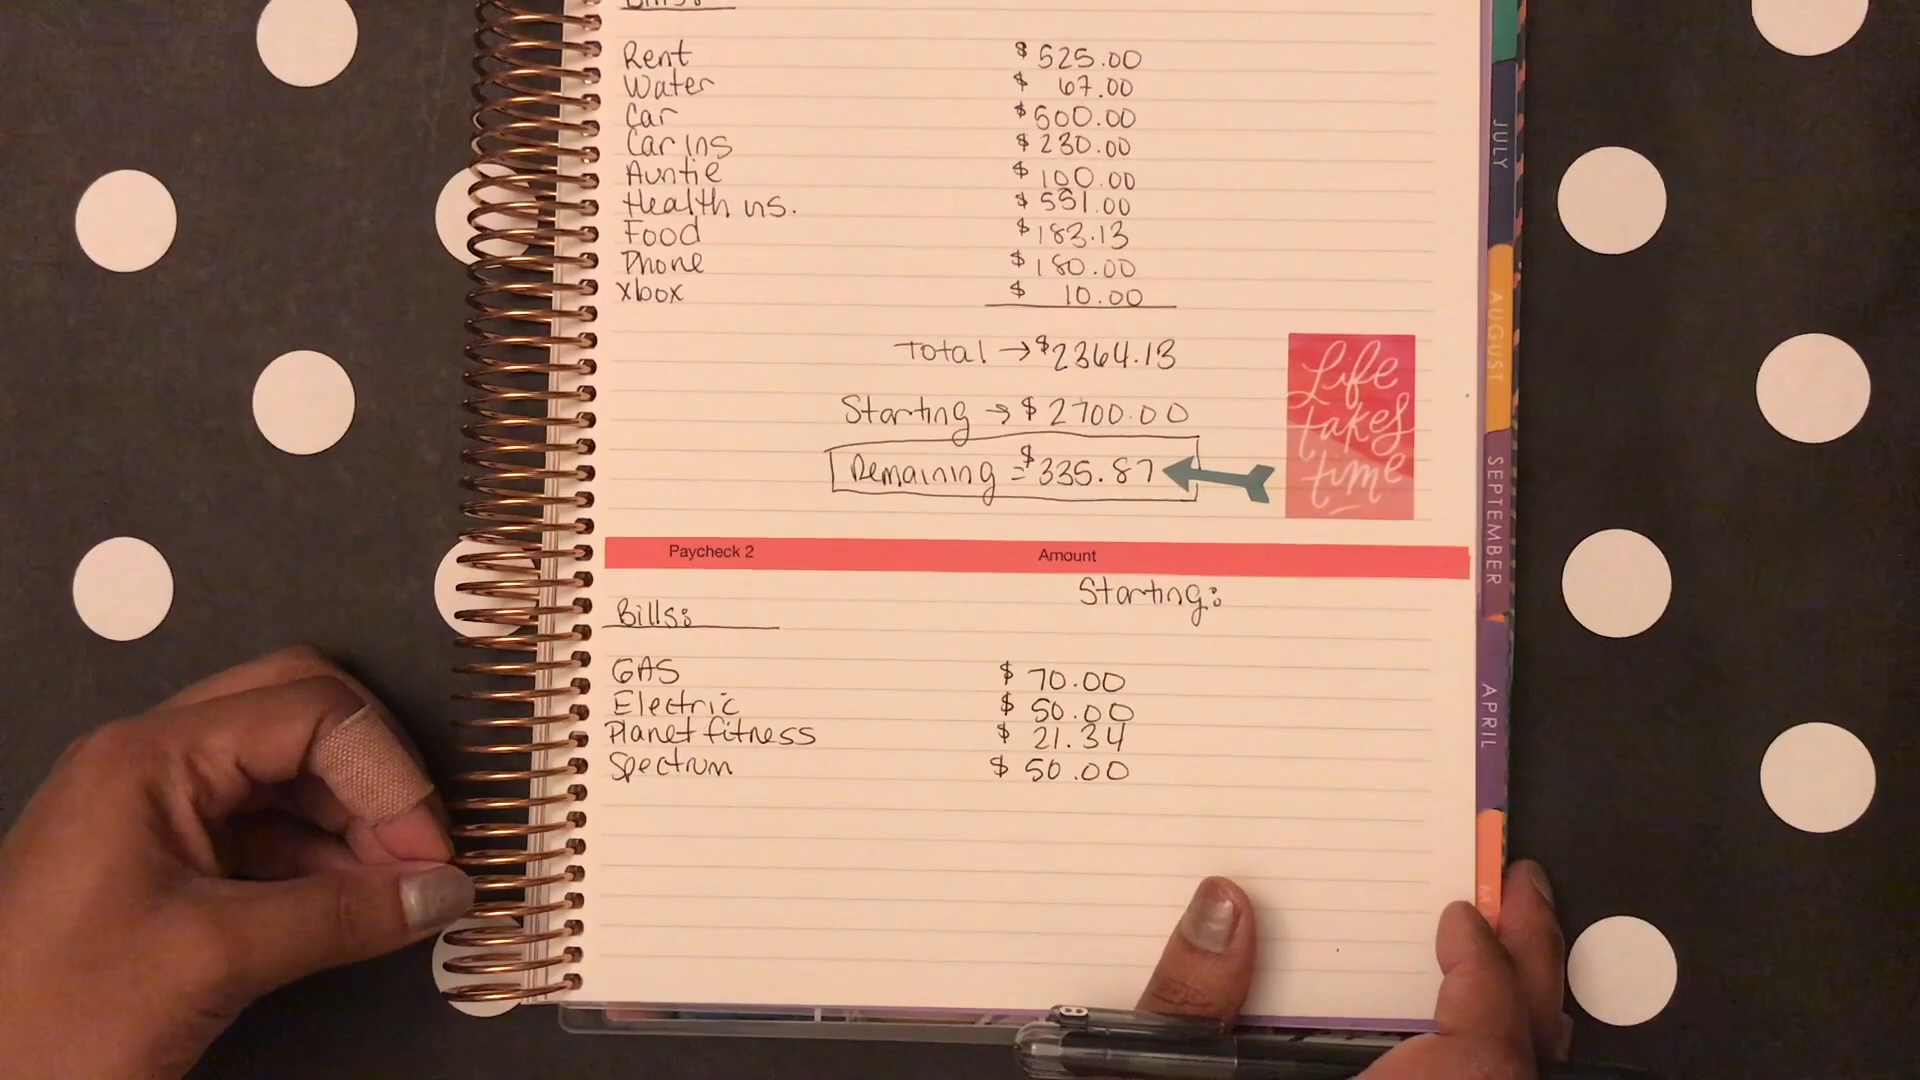 Bills:
Rent $525.00
Water $67.00
Car $500.00
Car Ins $230.00
Auntie $100.00
Health ins. $551.00
Food $183.13
Phone $180.00
Xbox $10.00
Total → $2364.13
Starting → $2700.00
Remaining = $335.87
Life takes time
Paycheck 2 Amount
Starting:
Bills:
GAS $70.00
Electric $50.00
Planet fitness $21.34
Spectrum $50.00
JULY
AUGUST
SEPTEMBER
APRIL